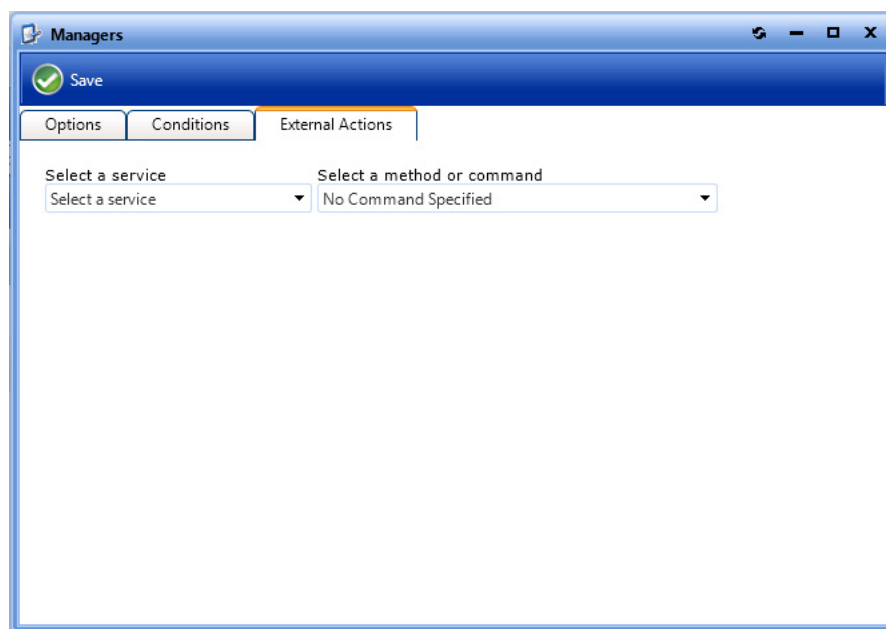 Managers
Save
Options Conditions External Actions
Select a service Select a method or command
Select a service No Command Specified